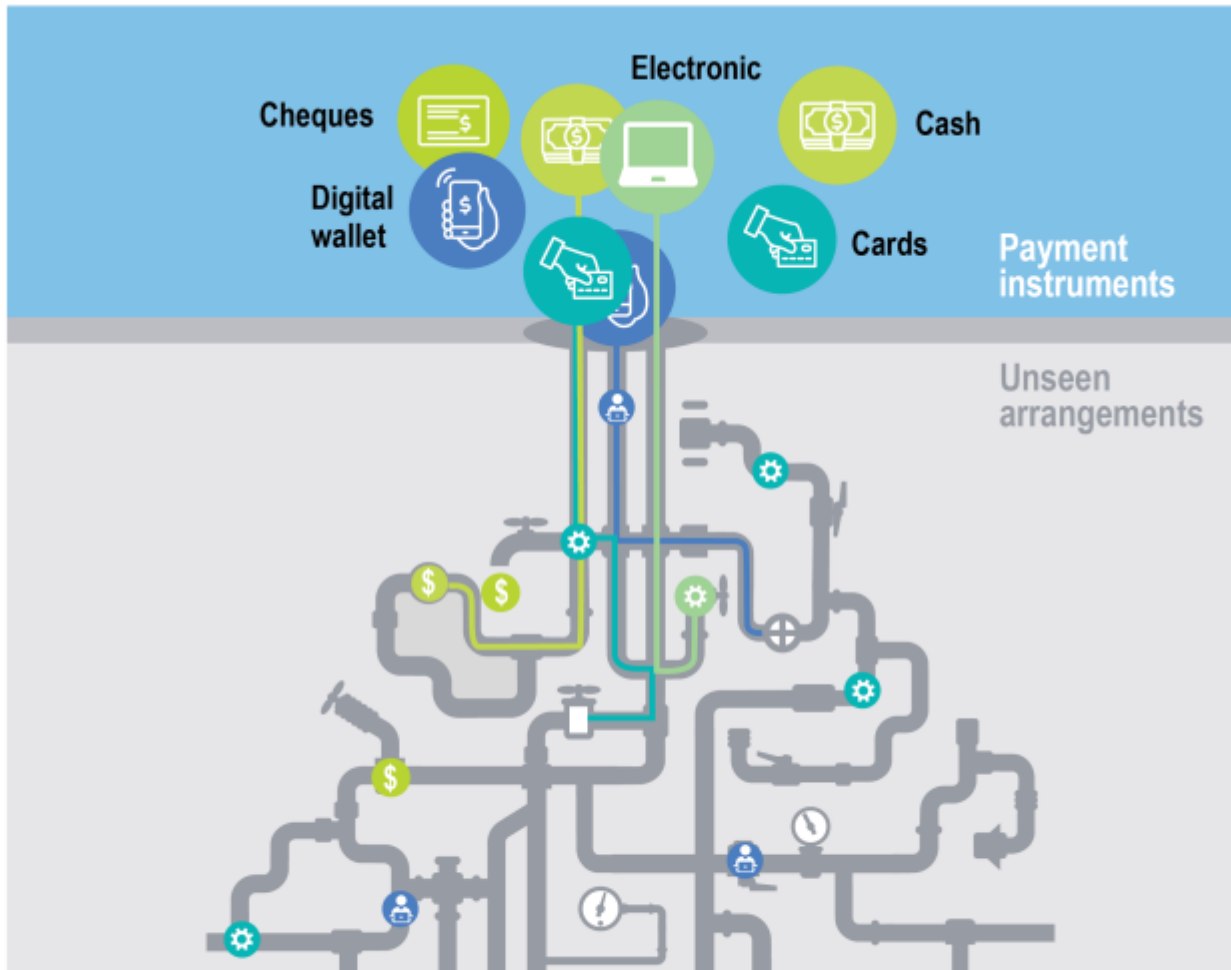 Electronic
Cheques
Cash
Digital
wallet
Cards
Payment
instruments
Unseen
arrangements
$
$
$
$
$
$
$